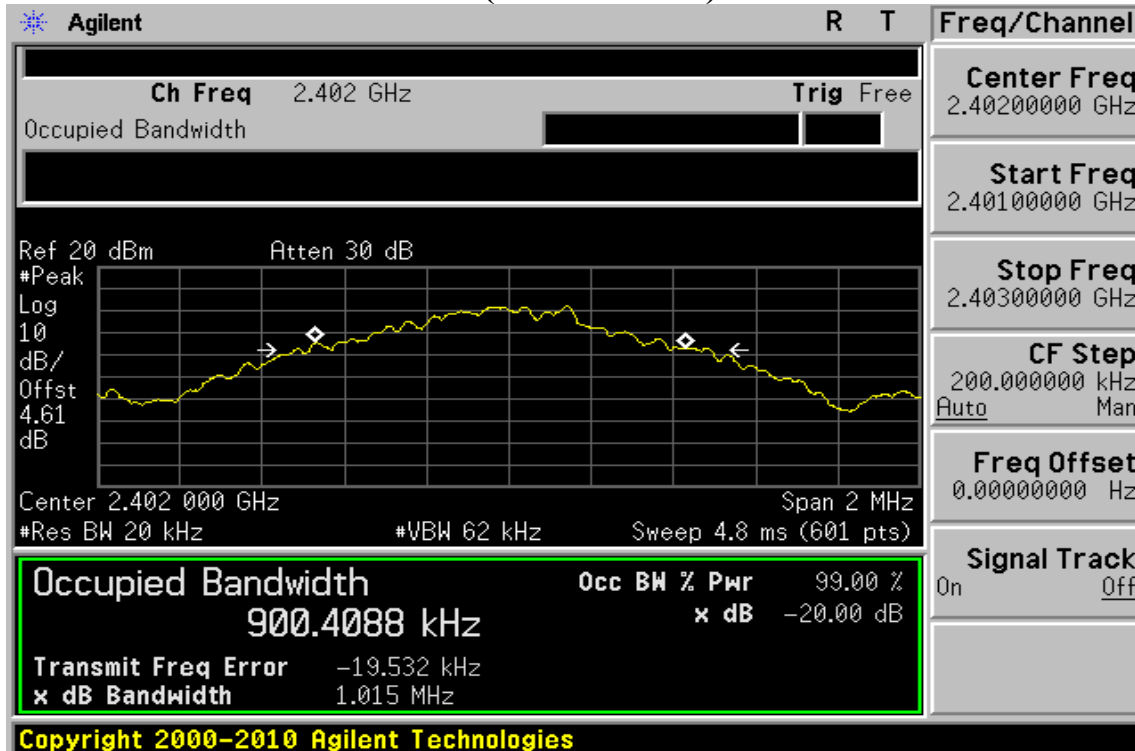 Agilent R T Freq/Channel
Ch Freq 2.402 GHz Trig Free
Occupied Bandwidth
Center Freq
2.40200000 GHz
Start Freq
2.40100000 GHz
Stop Freq
2.40300000 GHz
CF Step
200.000000 kHz
Auto Man
Freq Offset
0.00000000 Hz
Signal Track
On Off
Ref 20 dBm Atten 30 dB
#Peak
Log
10
dB/
Offst
4.61
dB
Center 2.402 000 GHz Span 2 MHz
#Res BW 20 kHz #VBW 62 kHz Sweep 4.8 ms (601 pts)
Occupied Bandwidth Occ BW % Pwr 99.00 %
900.4088 kHz x dB -20.00 dB
Transmit Freq Error -19.532 kHz
x dB Bandwidth 1.015 MHz
Copyright 2000-2010 Agilent Technologies